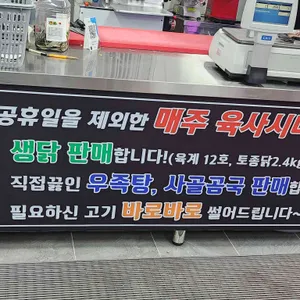 공휴일을 제외한 매주 육사시미
생닭 판매합니다!(육계 12호, 토종닭2.4k
직접끓인 우족탕, 사골곰국 판매합
필요하신 고기 바로바로 썰어드립니다~